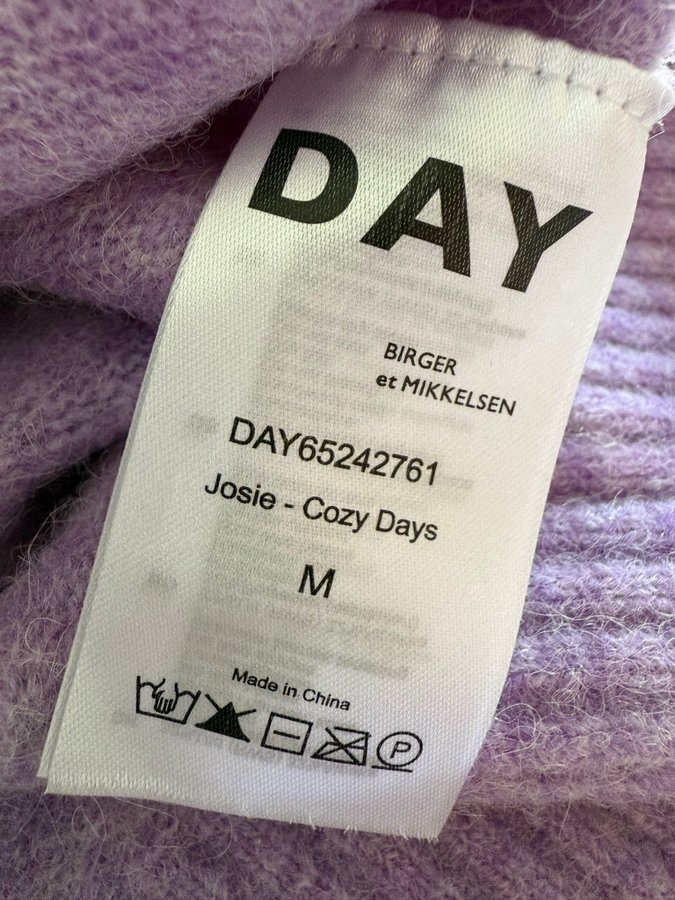 DAY
BIRGER
et MIKKELSEN
DAY65242761
Josie - Cozy Days
M
Made in China
P